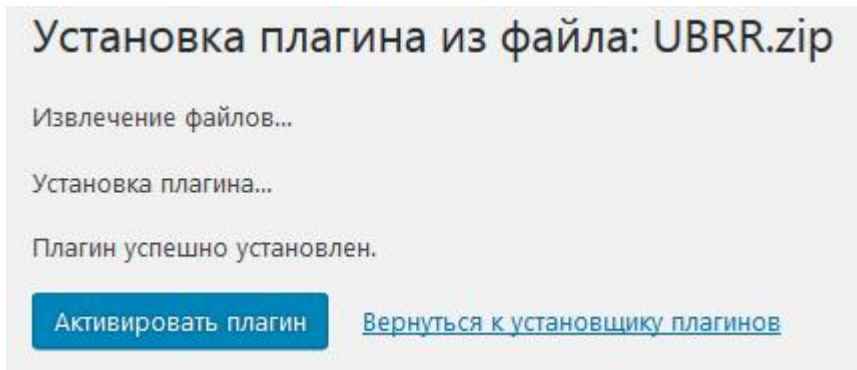 Установка плагина из файла: UBRR.zip
Извлечение файлов...
Установка плагина...
Плагин успешно установлен.
Активировать плагин Вернуться к установщику плагинов